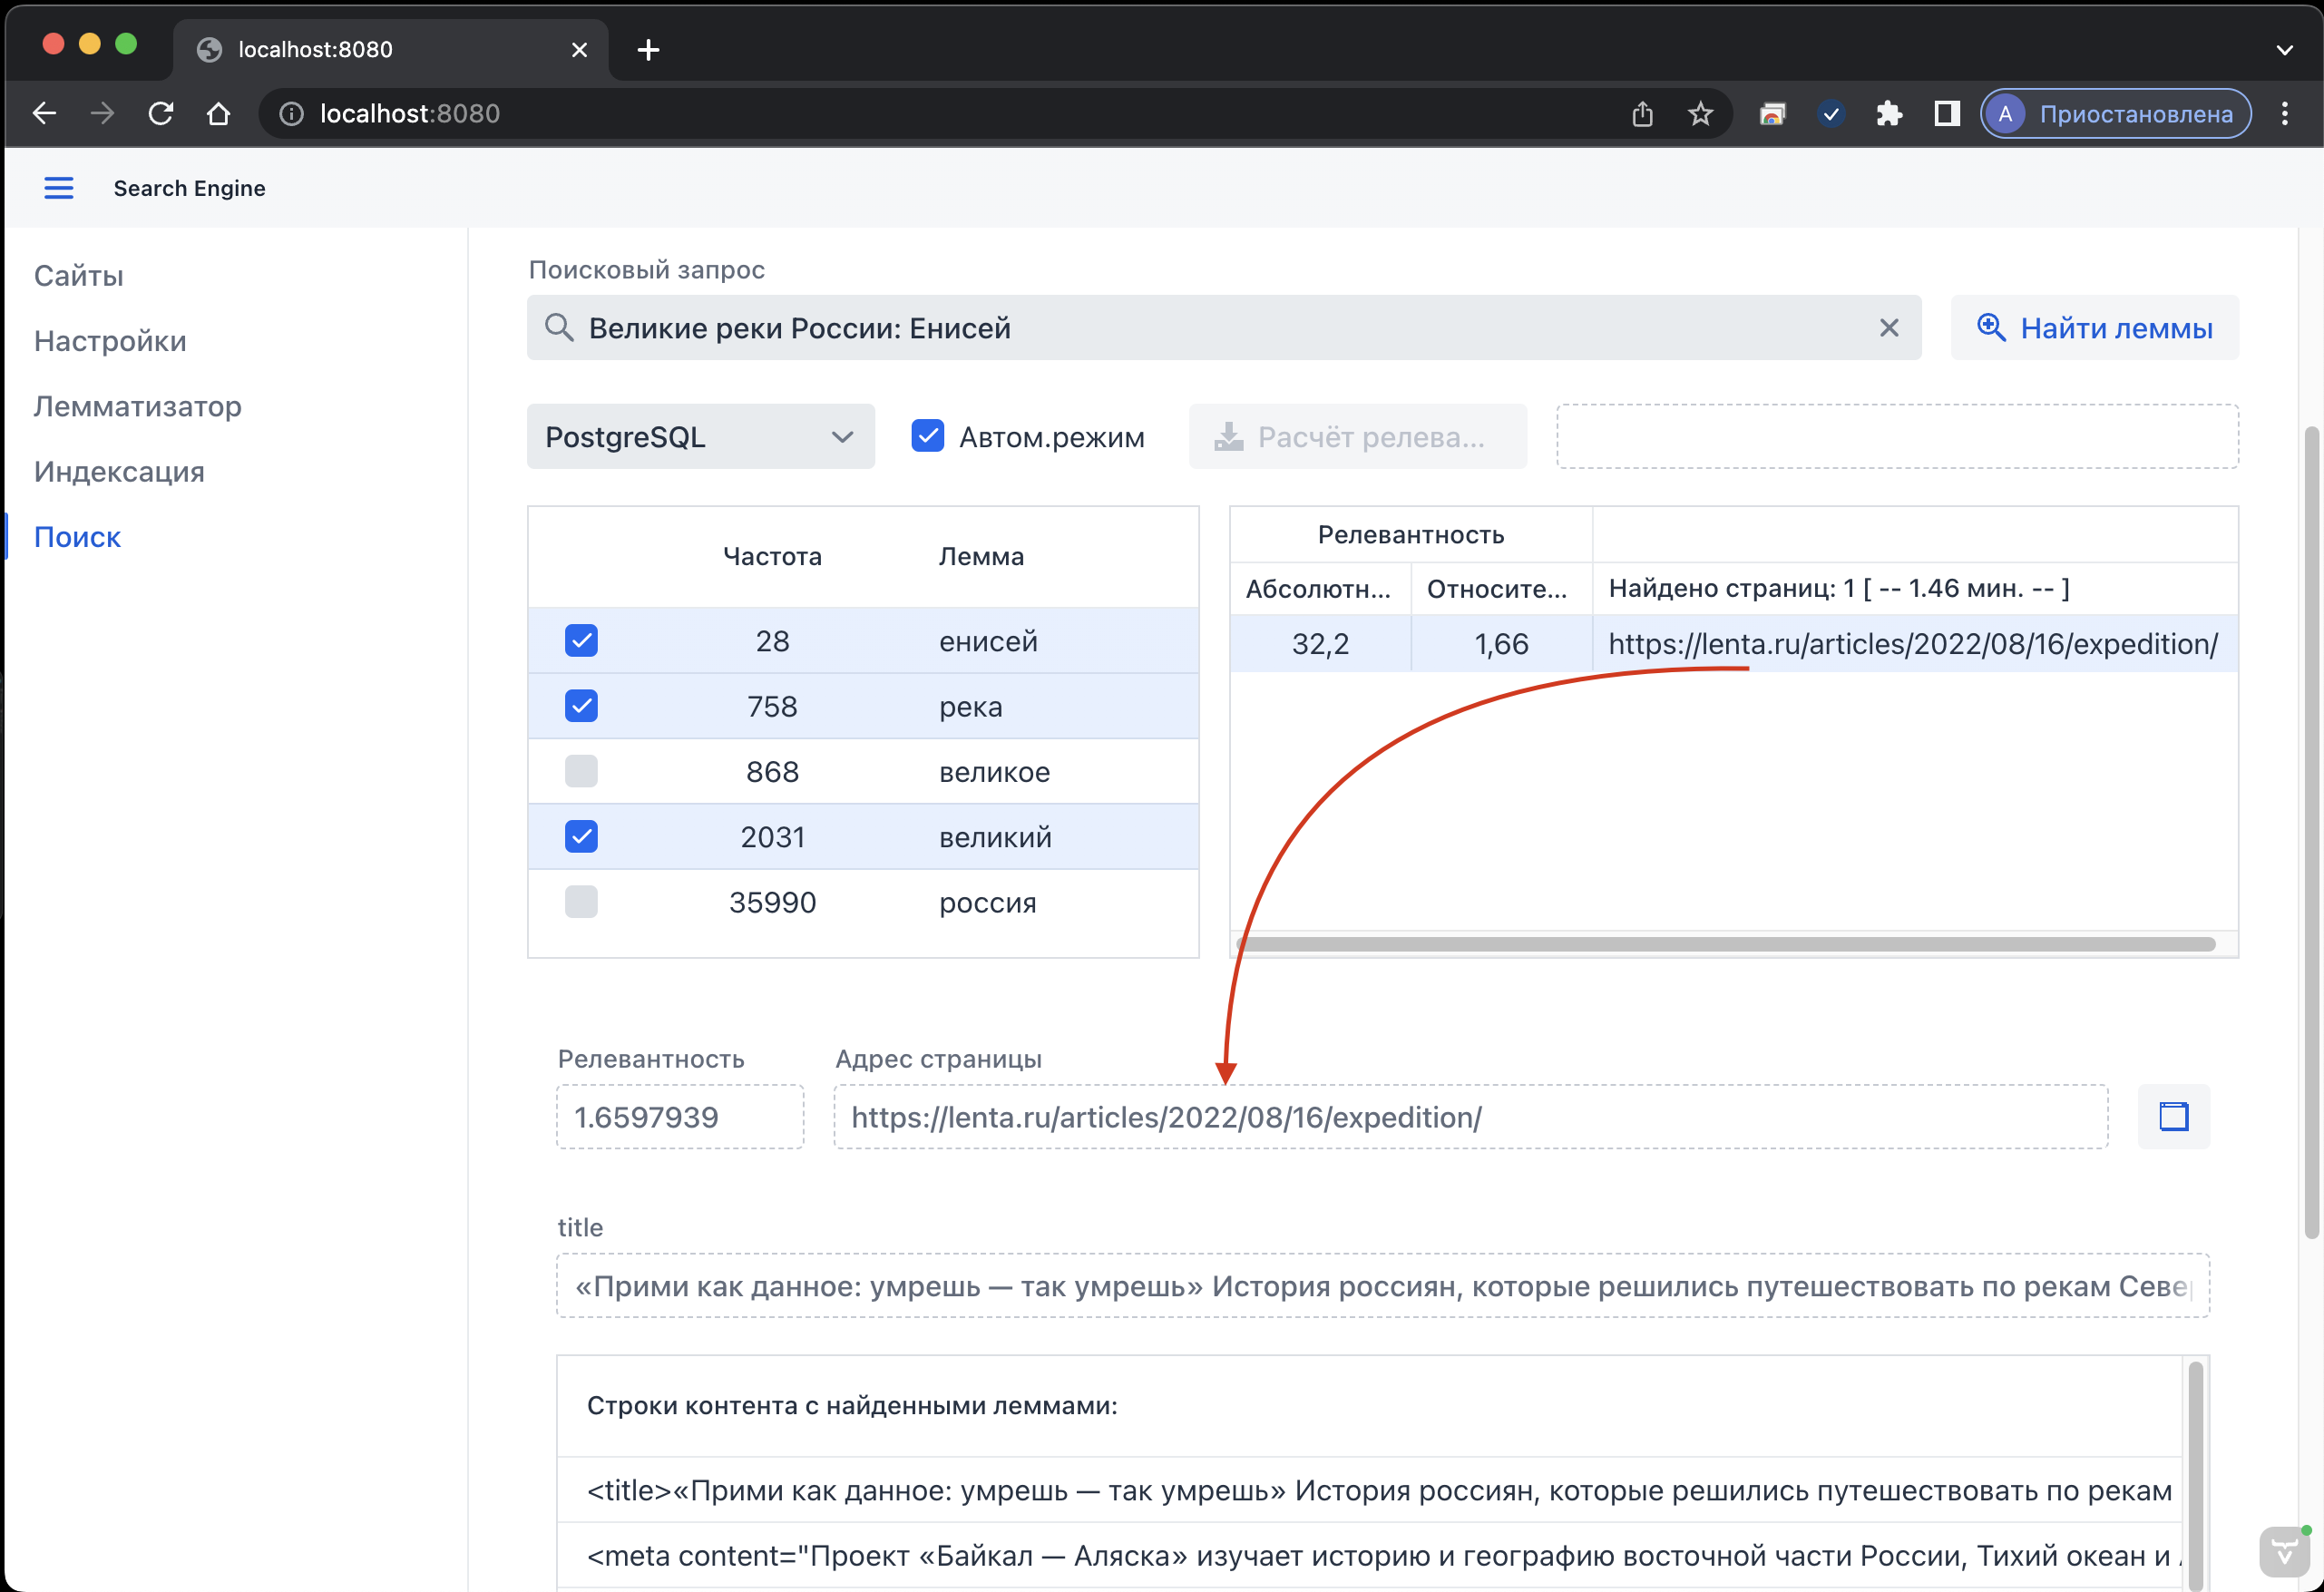 localhost:8080
localhost:8080
A Приостановлена
Search Engine
Сайты
Настройки
Лемматизатор
Индексация
Поиск
Поисковый запрос
Великие реки России: Енисей
Найти леммы
PostgreSQL
Автом.режим
Расчёт релева...
Частота Лемма
28 енисей
758 река
868 великое
2031 великий
35990 россия
Релевантность
Абсолютн... Относите... Найдено страниц: 1 [ -- 1.46 мин. -- ]
32,2 1,66 https://lenta.ru/articles/2022/08/16/expedition/
Релевантность Адрес страницы
1.6597939 https://lenta.ru/articles/2022/08/16/expedition/
title
«Прими как данное: умрешь — так умрешь» История россиян, которые решились путешествовать по рекам Севе
Строки контента с найденными леммами:
<title>«Прими как данное: умрешь — так умрешь» История россиян, которые решились путешествовать по рекам
<meta content="Проект «Байкал — Аляска» изучает историю и географию восточной части России, Тихий океан и